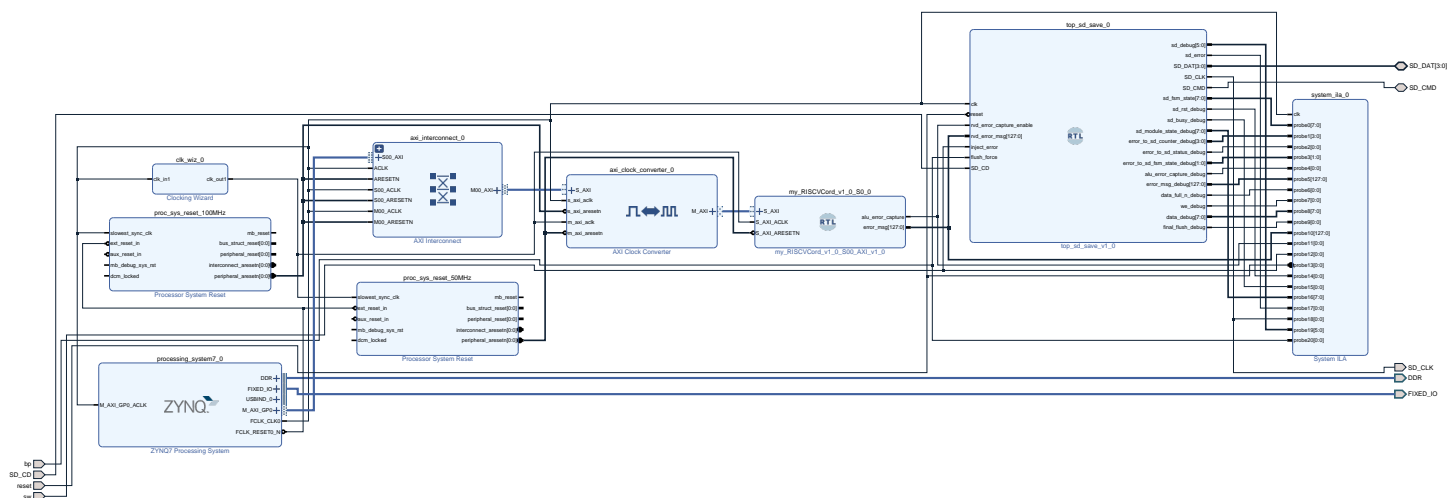 top_sd_save_0
sd_debug[5:0]
sd_error
SD_DAT[3:0]
SD_CLK
SD_CMD
sd_fsm_state[7:0]
sd_rst_debug
sd_busy_debug
sd_module_state_debug[7:0]
error_to_sd_counter_debug[3:0]
error_to_sd_status_debug
error_to_sd_fsm_state_debug[1:0]
alu_error_capture_debug
error_msg_debug[127:0]
data_full_n_debug
we_debug
data_debug[7:0]
final_flush_debug
clk
reset
rvd_error_capture_enable
rvd_error_msg[127:0]
inject_error
flush_force
SD_CD
RTL
top_sd_save_v1_0
SD_DAT[3:0]
SD_CMD
system_ila_0
clk
probe0[7:0]
probe1[3:0]
probe2[0:0]
probe3[1:0]
probe4[0:0]
probe5[127:0]
probe6[0:0]
probe7[0:0]
probe8[7:0]
probe9[0:0]
probe10[127:0]
probe11[0:0]
probe12[0:0]
probe13[0:0]
probe14[0:0]
probe15[0:0]
probe16[7:0]
probe17[0:0]
probe18[0:0]
probe19[5:0]
probe20[0:0]
System ILA
SD_CLK
DDR
FIXED_IO
axi_interconnect_0
S00_AXI
ACLK
ARESETN
S00_ACLK
S00_ARESETN
M00_ACLK
M00_ARESETN
M00_AXI
AXI Interconnect
clk_wiz_0
clk_in1
clk_out1
Clocking Wizard
proc_sys_reset_100MHz
slowest_sync_clk
ext_reset_in
aux_reset_in
mb_debug_sys_rst
dcm_locked
mb_reset
bus_struct_reset[0:0]
peripheral_reset[0:0]
interconnect_aresetn[0:0]
peripheral_aresetn[0:0]
Processor System Reset
axi_clock_converter_0
S_AXI
s_axi_aclk
s_axi_aresetn
m_axi_aclk
m_axi_aresetn
M_AXI
AXI Clock Converter
my_RISCVCord_v1_0_S0_0
S_AXI
S_AXI_ACLK
S_AXI_ARESETN
RTL
alu_error_capture
error_msg[127:0]
my_RISCVCord_v1_0_S00_AXI_v1_0
proc_sys_reset_50MHz
slowest_sync_clk
ext_reset_in
aux_reset_in
mb_debug_sys_rst
dcm_locked
mb_reset
bus_struct_reset[0:0]
peripheral_reset[0:0]
interconnect_aresetn[0:0]
peripheral_aresetn[0:0]
Processor System Reset
processing_system7_0
M_AXI_GP0_ACLK
ZYNQ
DDR
FIXED_IO
USBIND_0
M_AXI_GP0
FCLK_CLK0
FCLK_RESET0_N
ZYNQ7 Processing System
bp
SD_CD
reset
sw